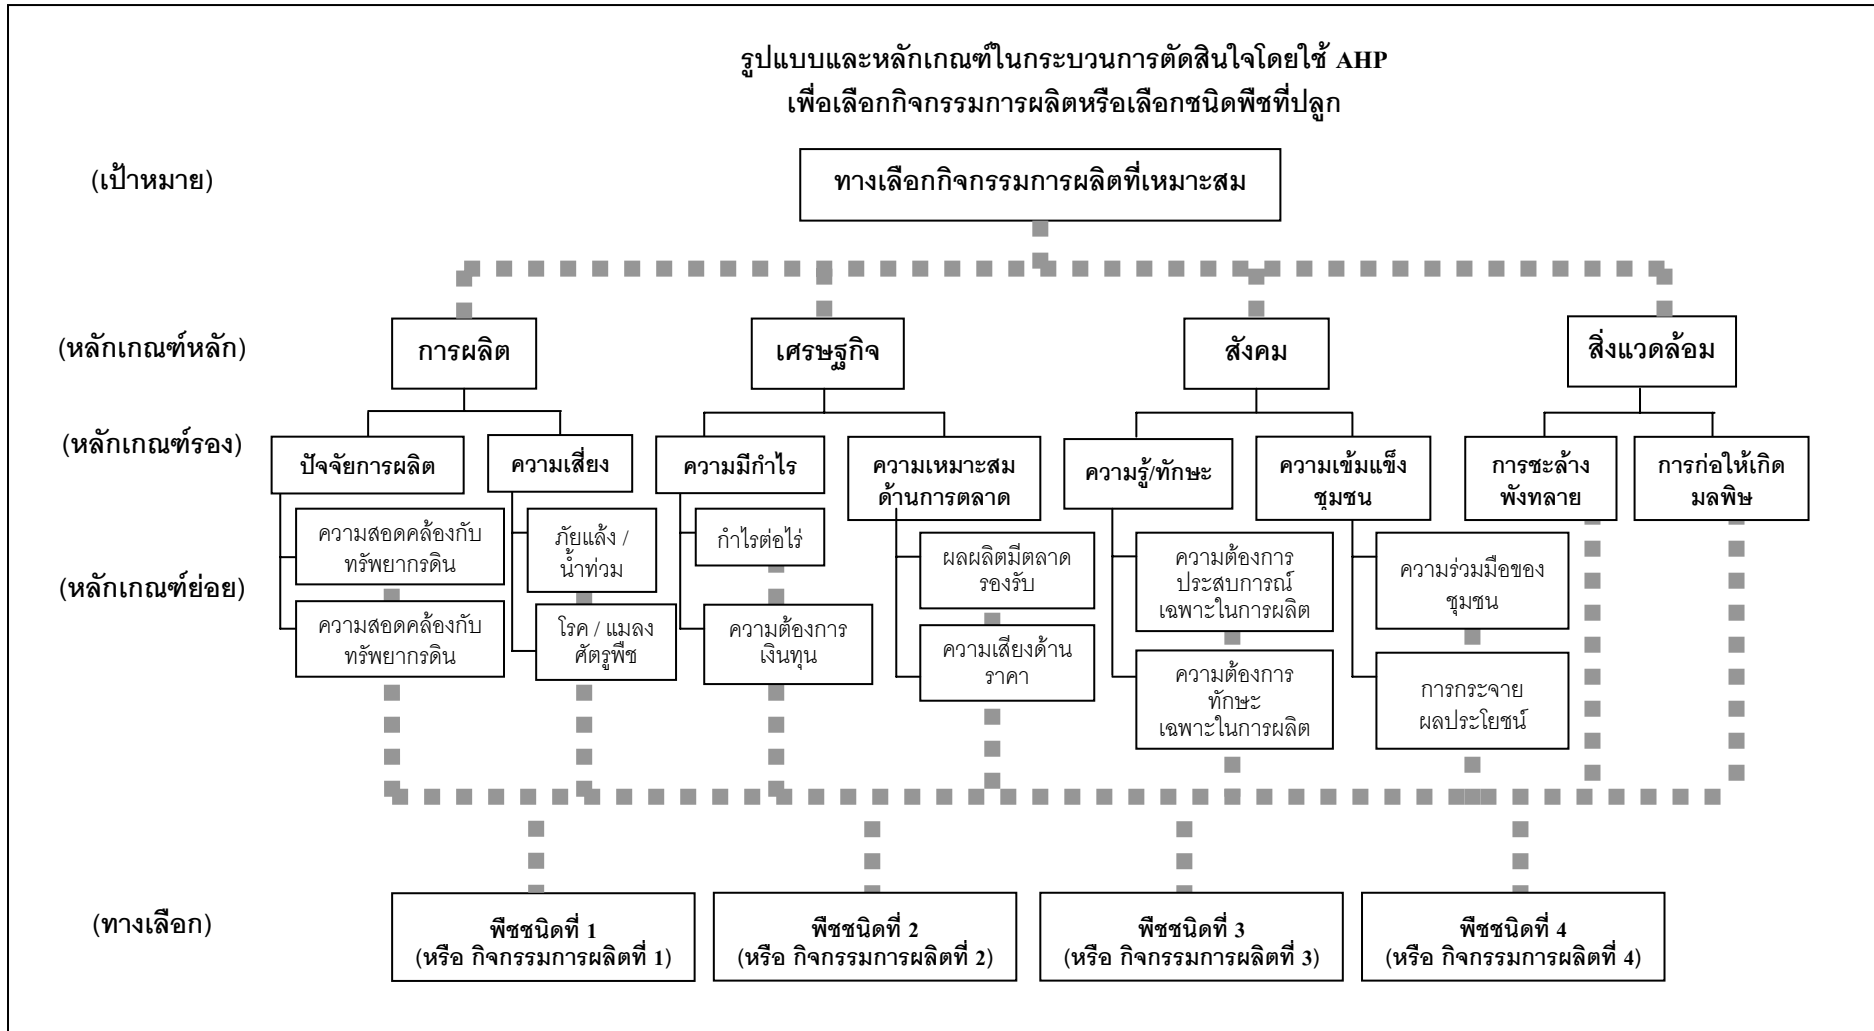 รูปแบบและหลักเกณฑ์ในกระบวนการตัดสินใจโดยใช้ AHP
เพื่อเลือกกิจกรรมการผลิตหรือเลือกชนิดพืชที่ปลูก
(เป้าหมาย)
ทางเลือกกิจกรรมการผลิตที่เหมาะสม
(หลักเกณฑ์หลัก)
การผลิต
เศรษฐกิจ
สังคม
สิ่งแวดล้อม
(หลักเกณฑ์รอง)
ปัจจัยการผลิต
ความเสี่ยง
ความมีกำไร
ความเหมาะสม
ด้านการตลาด
ความรู้/ทักษะ
ความเข้มแข็ง
ชุมชน
การชะล้าง
พังทลาย
การก่อให้เกิด
มลพิษ
(หลักเกณฑ์ย่อย)
ความสอดคล้องกับ
ทรัพยากรดิน
ความสอดคล้องกับ
ทรัพยากรดิน
ภัยแล้ง /
น้ำท่วม
โรค / แมลง
ศัตรูพืช
กำไรต่อไร่
ความต้องการ
เงินทุน
ผลผลิตมีตลาด
รองรับ
ความเสี่ยงด้าน
ราคา
ความต้องการ
ประสบการณ์
เฉพาะในการผลิต
ความต้องการ
ทักษะ
เฉพาะในการผลิต
ความร่วมมือของ
ชุมชน
การกระจาย
ผลประโยชน์
(ทางเลือก)
พืชชนิดที่ 1
(หรือ กิจกรรมการผลิตที่ 1)
พืชชนิดที่ 2
(หรือ กิจกรรมการผลิตที่ 2)
พืชชนิดที่ 3
(หรือ กิจกรรมการผลิตที่ 3)
พืชชนิดที่ 4
(หรือ กิจกรรมการผลิตที่ 4)